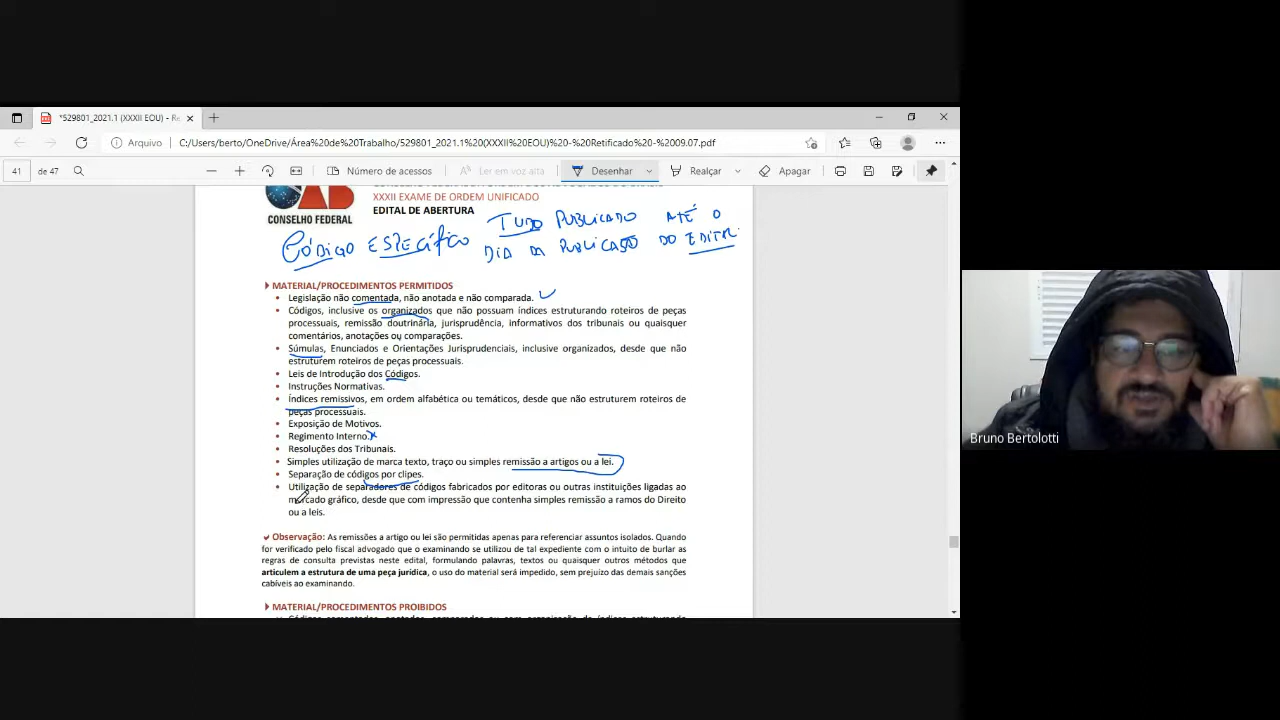 *529801_2021.1 (XXXII EOU) - Re
Arquivo C:/Users/berto/OneDrive/Área%20de%20Trabalho/529801_2021.1%20(XXXII%20EOU)%20-%20Retificado%20-%2009.07.pdf
41 de 47 Número de acessos Ler em voz alta Desenhar Realçar Apagar
OAB
CONSELHO FEDERAL
XXXII EXAME DE ORDEM UNIFICADO
EDITAL DE ABERTURA
TUDO PUBLICADO ATÉ O
CÓDIGO ESPECÍFICO DIA DA PUBLICAÇÃO DO EDITAL
MATERIAL/PROCEDIMENTOS PERMITIDOS
• Legislação não comentada, não anotada e não comparada.
• Códigos, inclusive os organizados que não possuam índices estruturando roteiros de peças
processuais, remissão doutrinária, jurisprudência, informativos dos tribunais ou quaisquer
comentários, anotações ou comparações.
• Súmulas, Enunciados e Orientações Jurisprudenciais, inclusive organizados, desde que não
estruturem roteiros de peças processuais.
• Leis de Introdução dos Códigos.
• Instruções Normativas.
• Índices remissivos, em ordem alfabética ou temáticos, desde que não estruturem roteiros de
peças processuais.
• Exposição de Motivos.
• Regimento Interno.
• Resoluções dos Tribunais.
• Simples utilização de marca texto, traço ou simples remissão a artigos ou a lei.
• Separação de códigos por clipes.
• Utilização de separadores de códigos fabricados por editoras ou outras instituições ligadas ao
mercado gráfico, desde que com impressão que contenha simples remissão a ramos do Direito
ou a leis.
Observação: As remissões a artigo ou lei são permitidas apenas para referenciar assuntos isolados. Quando
for verificado pelo fiscal advogado que o examinando se utilizou de tal expediente com o intuito de burlar as
regras de consulta previstas neste edital, formulando palavras, textos ou quaisquer outros métodos que
articulem a estrutura de uma peça jurídica, o uso do material será impedido, sem prejuízo das demais sanções
cabíveis ao examinando.
MATERIAL/PROCEDIMENTOS PROIBIDOS
Bruno Bertolotti